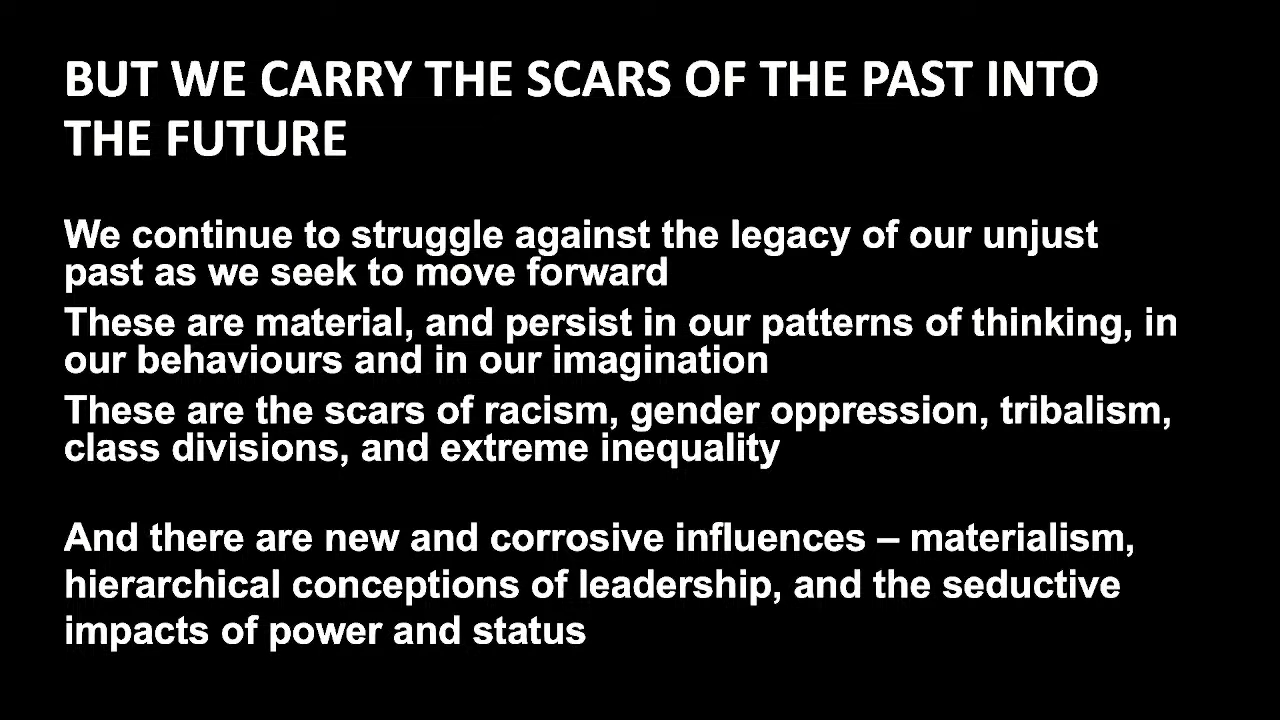 BUT WE CARRY THE SCARS OF THE PAST INTO
THE FUTURE
We continue to struggle against the legacy of our unjust
past as we seek to move forward
These are material, and persist in our patterns of thinking, in
our behaviours and in our imagination
These are the scars of racism, gender oppression, tribalism,
class divisions, and extreme inequality
And there are new and corrosive influences – materialism,
hierarchical conceptions of leadership, and the seductive
impacts of power and status